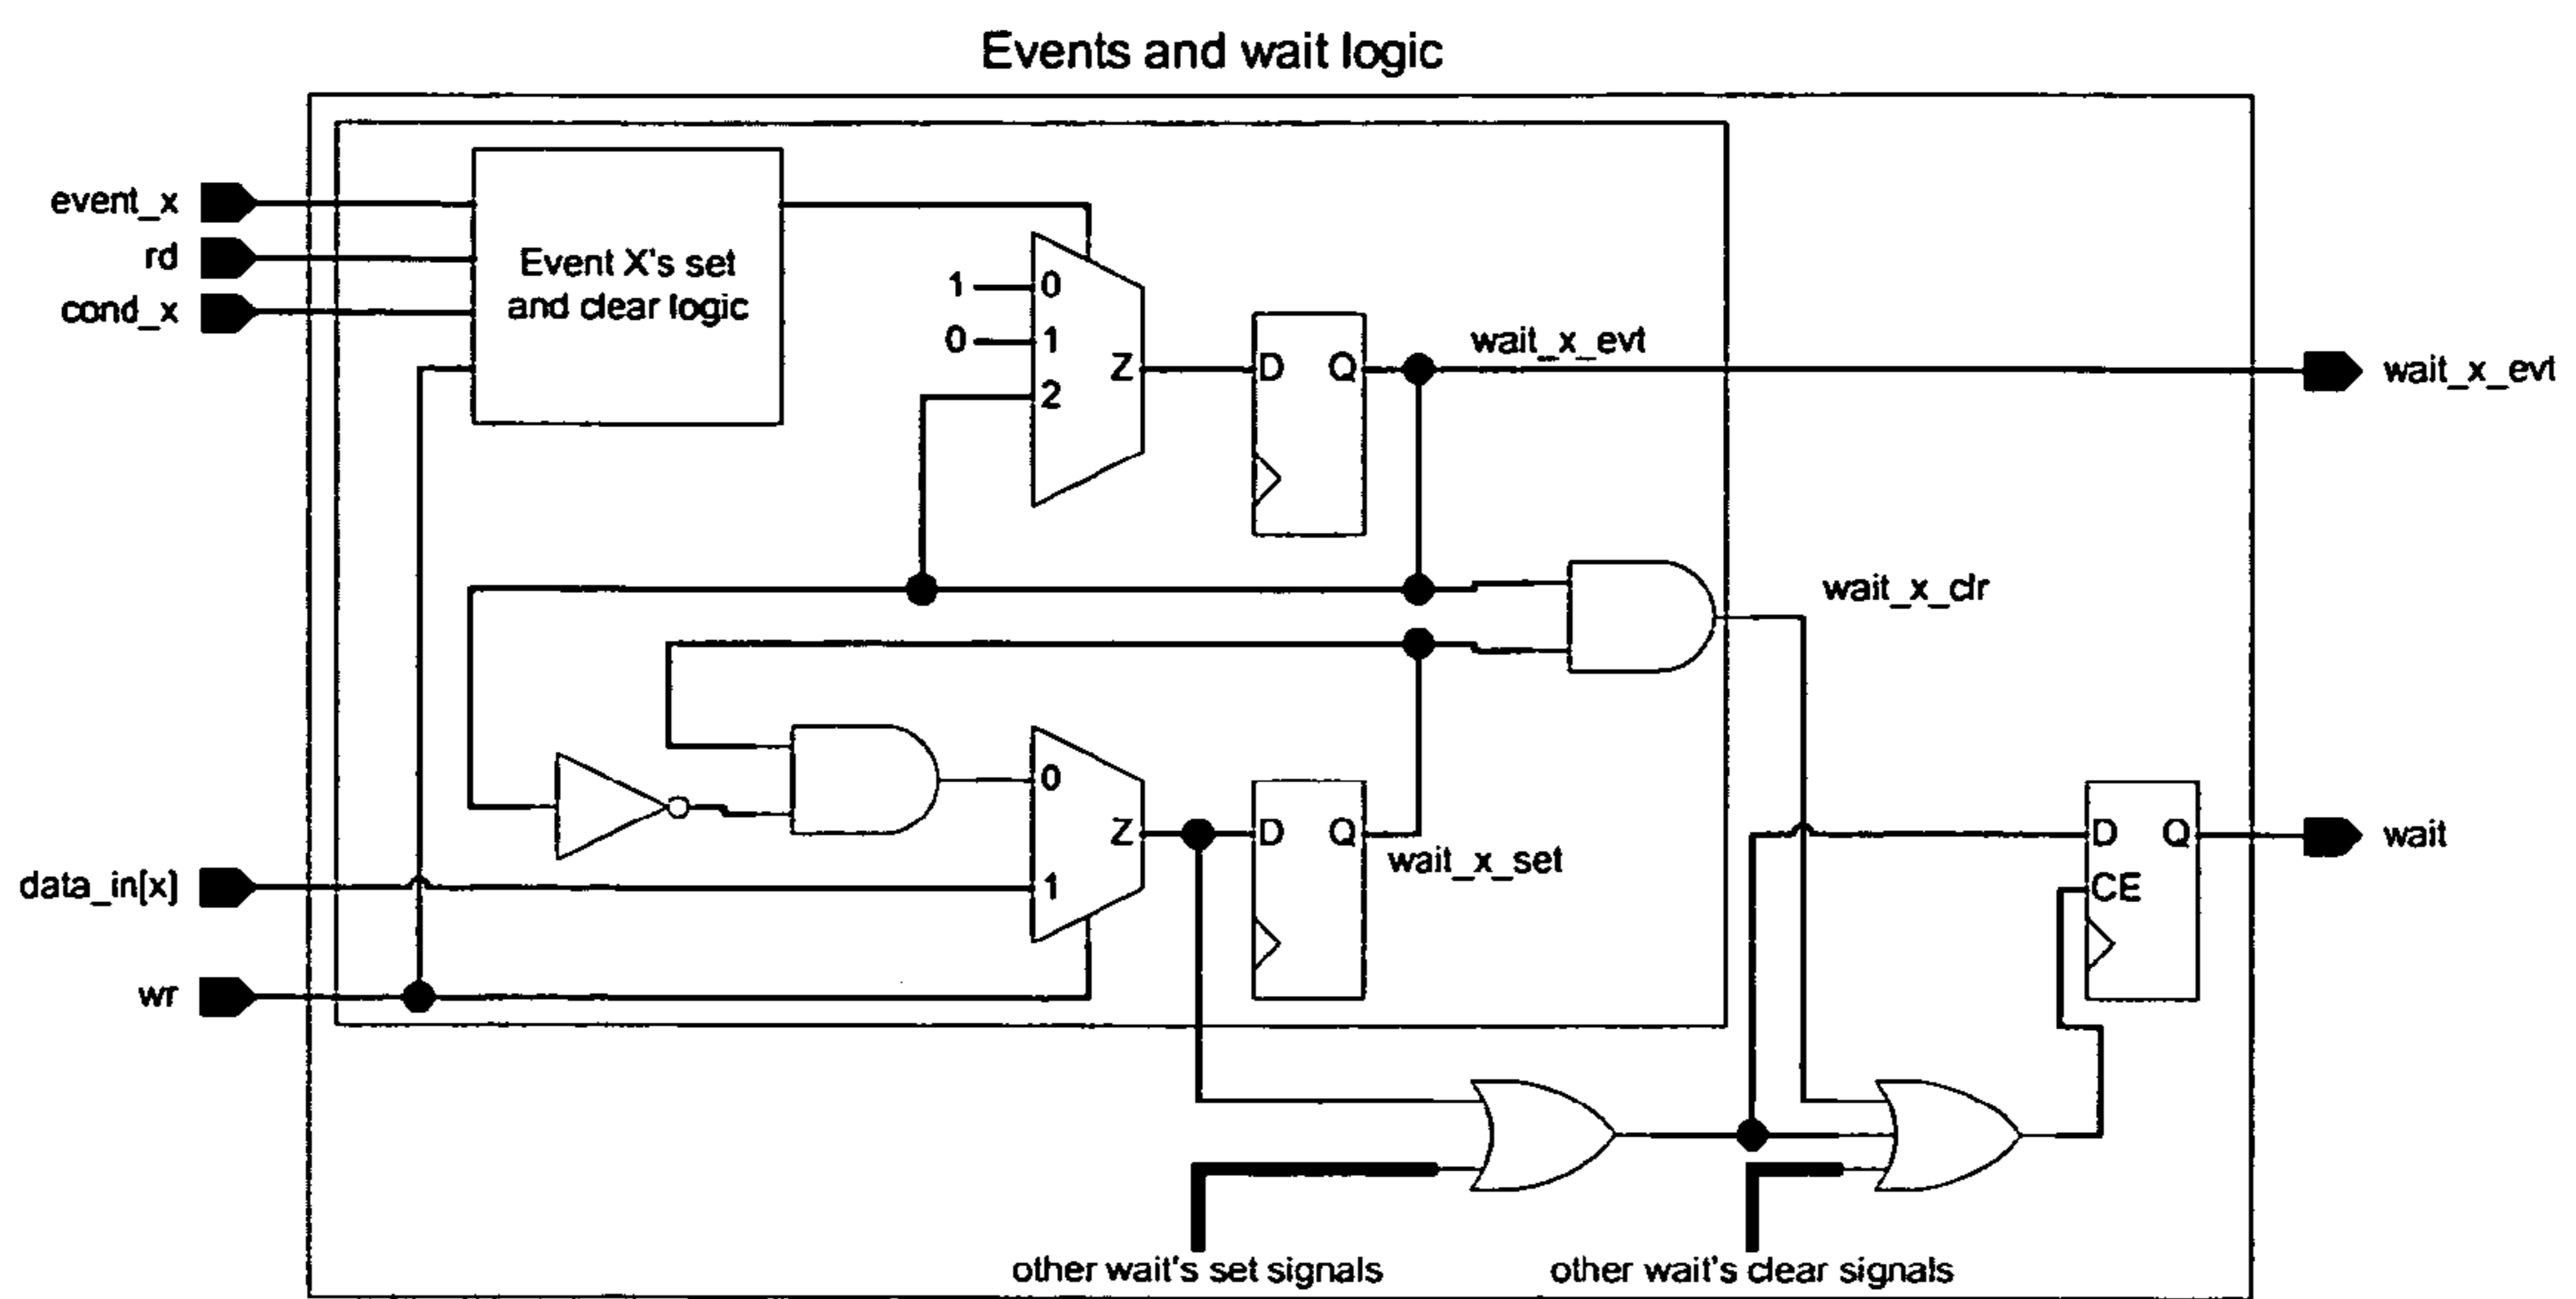 Events and wait logic
event_x
rd
cond_x
Event X's set
and clear logic
1
0
0
1
2
Z
D
Q
wait_x_evt
wait_x_evt
wait_x_clr
0
1
Z
D
Q
wait_x_set
data_in[x]
wr
D
Q
CE
wait
other wait's set signals
other wait's clear signals